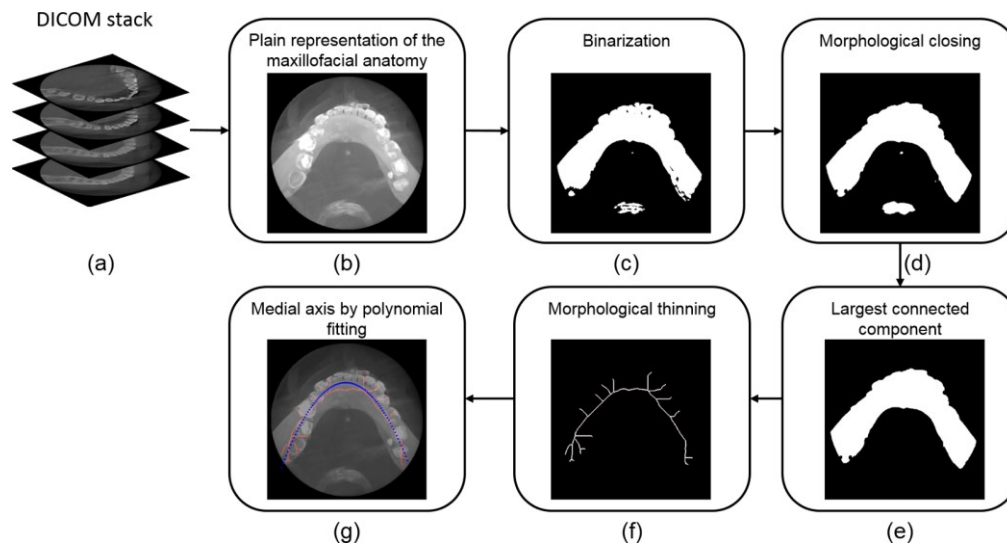 DICOM stack
Plain representation of the
maxillofacial anatomy
Binarization
Morphological closing
(a)
(b)
(c)
(d)
Medial axis by polynomial
fitting
Morphological thinning
Largest connected
component
(g)
(f)
(e)